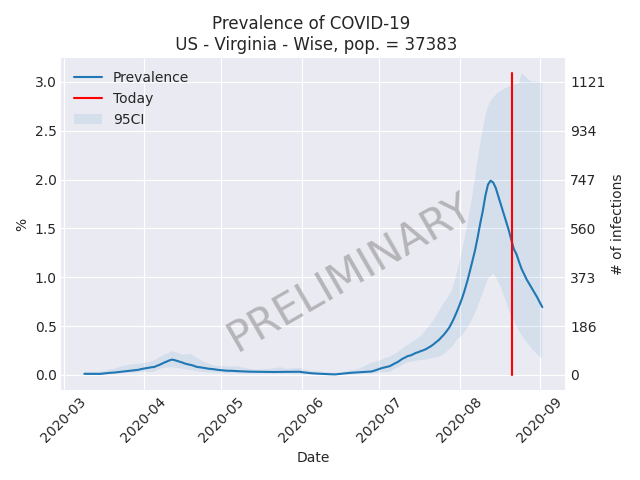 Prevalence of COVID-19
US - Virginia - Wise, pop. = 37383
Prevalence
Today
95CI
3.0
2.5
2.0
1.5
1.0
0.5
0.0
%
1121
934
747
560
373
186
0
# of infections
PRELIMINARY
2020-03
2020-04
2020-05
2020-06
2020-07
2020-08
2020-09
Date